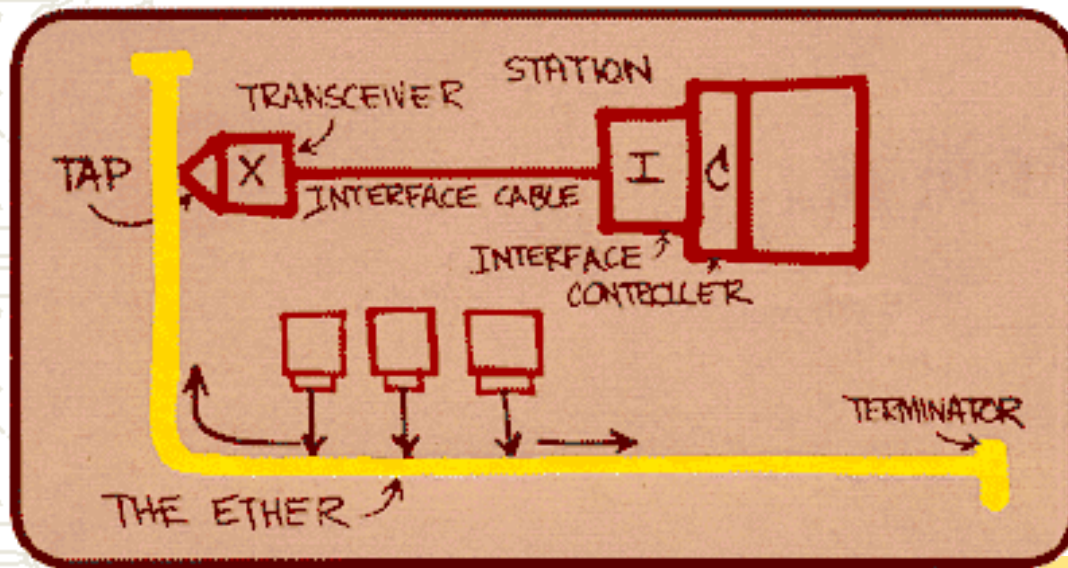 STATION
TRANSCEIVER
TAP
X
I
C
INTERFACE CABLE
INTERFACE
CONTROLLER
TERMINATOR
THE ETHER